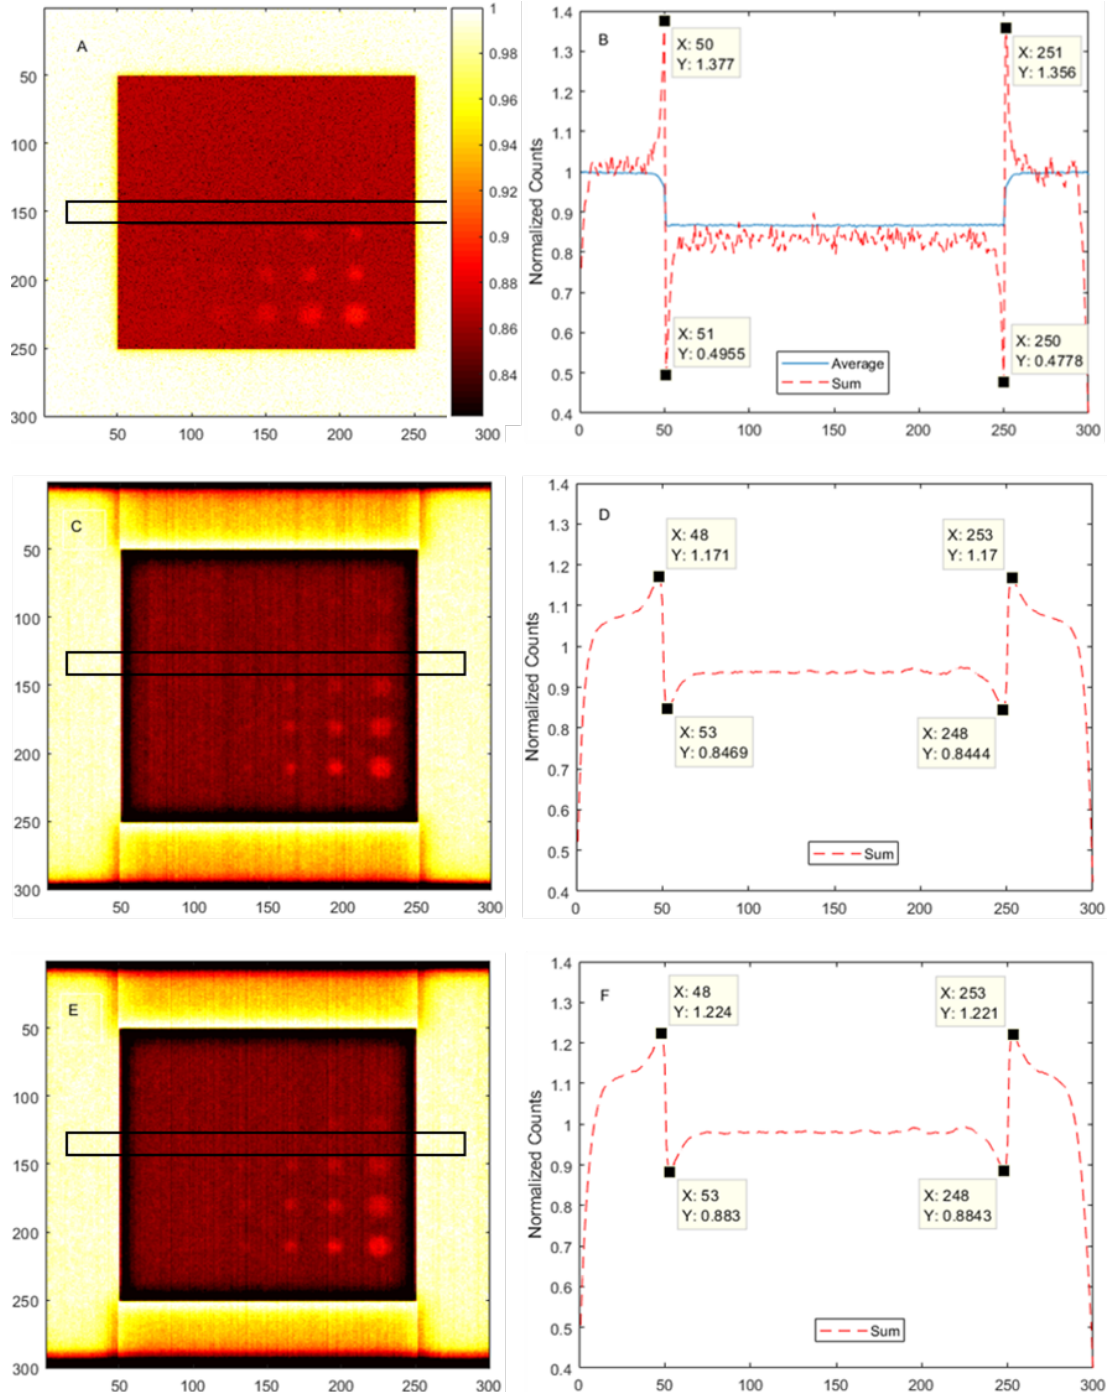 A
50
100
150
200
250
300
50
100
150
200
250
300
1
0.98
0.96
0.94
0.92
0.9
0.88
0.86
0.84
B
Normalized Counts
1.4
1.3
1.2
1.1
1
0.9
0.8
0.7
0.6
0.5
0.4
0
50
100
150
200
250
300
X: 50
Y: 1.377
X: 251
Y: 1.356
X: 51
Y: 0.4955
X: 250
Y: 0.4778
Average
Sum
C
50
100
150
200
250
300
50
100
150
200
250
300
D
Normalized Counts
1.4
1.3
1.2
1.1
1
0.9
0.8
0.7
0.6
0.5
0.4
0
50
100
150
200
250
300
X: 48
Y: 1.171
X: 253
Y: 1.17
X: 53
Y: 0.8469
X: 248
Y: 0.8444
Sum
E
50
100
150
200
250
300
50
100
150
200
250
300
F
Normalized Counts
1.4
1.3
1.2
1.1
1
0.9
0.8
0.7
0.6
0.5
0.4
0
50
100
150
200
250
300
X: 48
Y: 1.224
X: 253
Y: 1.221
X: 53
Y: 0.883
X: 248
Y: 0.8843
Sum